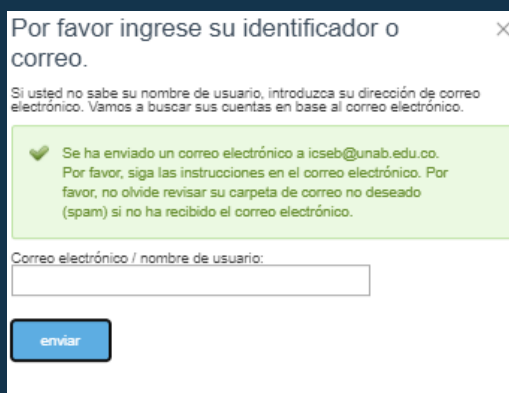 Por favor ingrese su identificador o
correo.
Si usted no sabe su nombre de usuario, introduzca su dirección de correo
electrónico. Vamos a buscar sus cuentas en base al correo electrónico.
Se ha enviado un correo electrónico a icseb@unab.edu.co.
Por favor, siga las instrucciones en el correo electrónico. Por
favor, no olvide revisar su carpeta de correo no deseado
(spam) si no ha recibido el correo electrónico.
Correo electrónico / nombre de usuario:
enviar